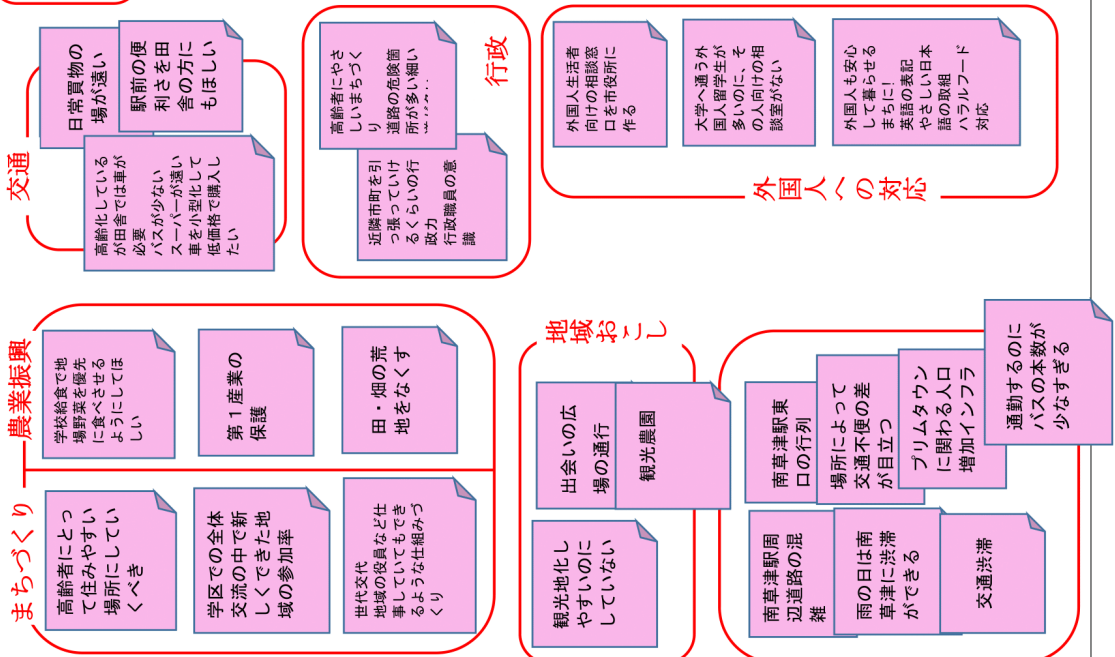 交通
日常買物の
場が遠い
駅前の便
利さを田
舎の方に
もほしい
高齢化している
が田舎では車が
必要
バスが少ない
スーパーが遠い
車を小型化して
低価格で購入し
たい
行政
高齢者にやさ
しいまちづく
り
道路の危険箇
所が多い細い
近隣市町を引
っ張っていけ
るくらいの行
政力
行政職員の意
識
外国人への対応
外国人生活者
向けの相談窓
口を市役所に
作る
大学へ通う外
国人留学生が
多いのに、そ
の人向けの相
談室がない
外国人も安心
して暮らせる
まちに!
英語の表記
やさしい日本
語の取組
ハラルフード
対応
農業振興
学校給食で地
場野菜を優先
に食べさせる
ようにしてほ
しい
第1産業の
保護
田・畑の荒
地をなくす
まちづくり
高齢者にとっ
て住みやすい
場所にしてい
くべき
学区での全体
交流の中で新
しくできた地
域の参加率
世代交代
地域の役員など仕
事していてもでき
るような仕組みづ
くり
地域おこし
出会いの広
場の通行
観光農園
観光地化し
やすいのに
していない
南草津駅東
口の行列
場所によって
交通不便の差
が目立つ
プリムタウン
に関わる人口
増加インフラ
通勤するのに
バスの本数が
少なすぎる
南草津駅周
辺道路の混
雑
雨の日は南
草津に渋滞
ができる
交通渋滞